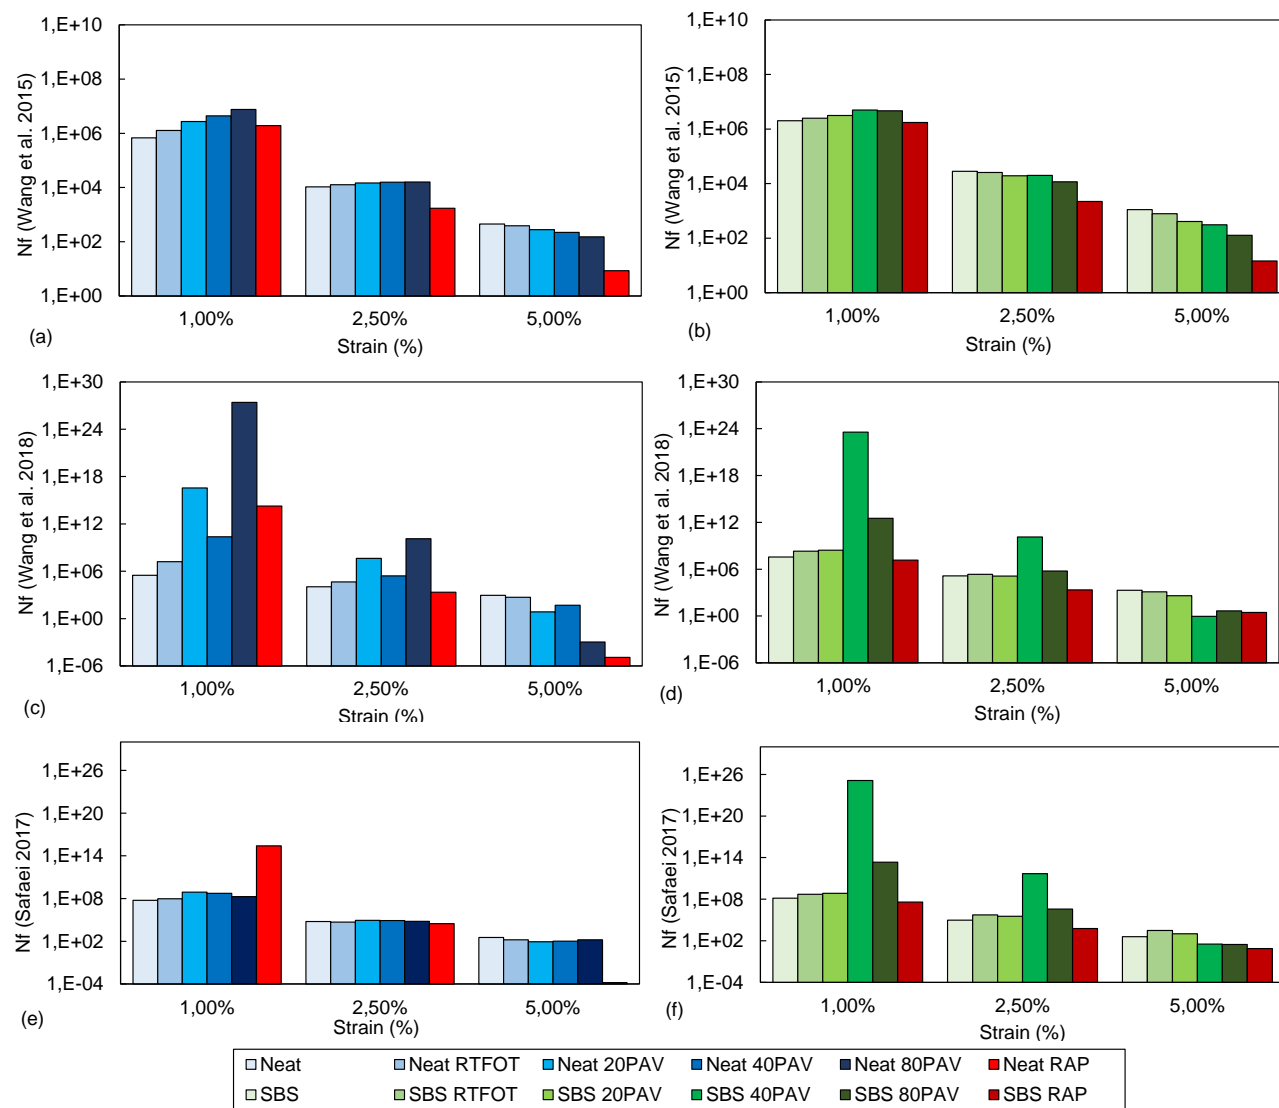 1,E+10
1,E+08
1,E+06
1,E+04
1,E+02
1,E+00
Nf (Wang et al. 2015)
1,00% 2,50% 5,00%
Strain (%)
(a)
1,E+10
1,E+08
1,E+06
1,E+04
1,E+02
1,E+00
Nf (Wang et al. 2015)
1,00% 2,50% 5,00%
Strain (%)
(b)
1,E+30
1,E+24
1,E+18
1,E+12
1,E+06
1,E+00
1,E-06
Nf (Wang et al. 2018)
1,00% 2,50% 5,00%
Strain (%)
(c)
1,E+30
1,E+24
1,E+18
1,E+12
1,E+06
1,E+00
1,E-06
Nf (Wang et al. 2018)
1,00% 2,50% 5,00%
Strain (%)
(d)
1,E+26
1,E+20
1,E+14
1,E+08
1,E+02
1,E-04
Nf (Safaei 2017)
1,00% 2,50% 5,00%
Strain (%)
(e)
1,E+26
1,E+20
1,E+14
1,E+08
1,E+02
1,E-04
Nf (Safaei 2017)
1,00% 2,50% 5,00%
Strain (%)
(f)
Neat Neat RTFOT Neat 20PAV Neat 40PAV Neat 80PAV Neat RAP
SBS SBS RTFOT SBS 20PAV SBS 40PAV SBS 80PAV SBS RAP